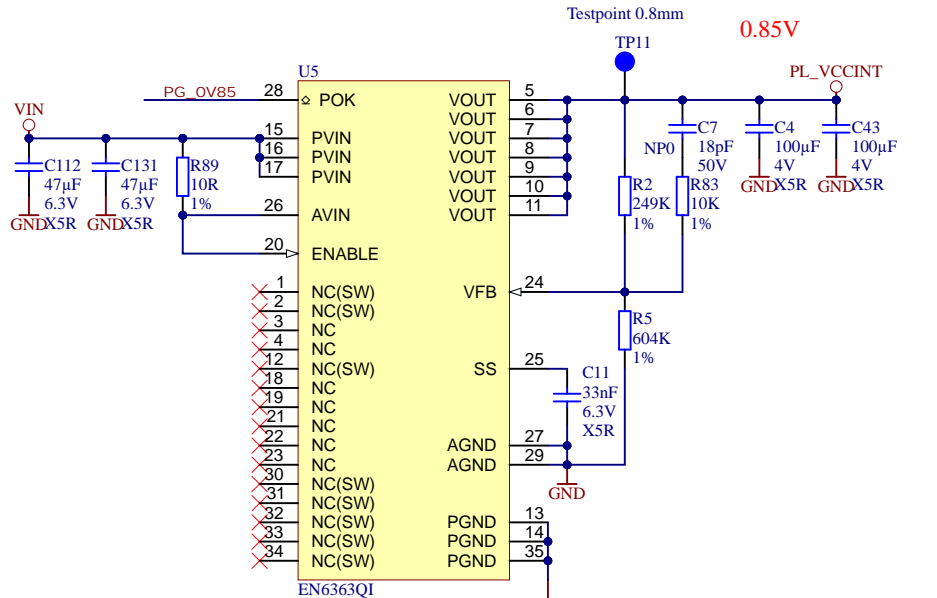 Testpoint 0.8mm
0.85V
TP11
PL_VCCINT
U5
PG_0V85
28
POK
VOUT
5
VOUT
6
VOUT
7
VOUT
8
VOUT
9
VOUT
10
VOUT
11
VIN
15
PVIN
16
PVIN
17
PVIN
C112
47µF
6.3V
X5R
GND
C131
47µF
6.3V
X5R
GND
R89
10R
1%
26
AVIN
20
ENABLE
C7
18pF
50V
NP0
C4
100µF
4V
X5R
GND
C43
100µF
4V
X5R
GND
R2
249K
1%
R83
10K
1%
1
NC(SW)
2
NC(SW)
3
NC
4
NC
12
NC(SW)
18
NC
19
NC
21
NC
22
NC
23
NC
30
NC(SW)
31
NC(SW)
32
NC(SW)
33
NC(SW)
34
NC(SW)
VFB
24
R5
604K
1%
SS
25
C11
33nF
6.3V
X5R
AGND
27
AGND
29
GND
PGND
13
PGND
14
PGND
35
EN6363QI